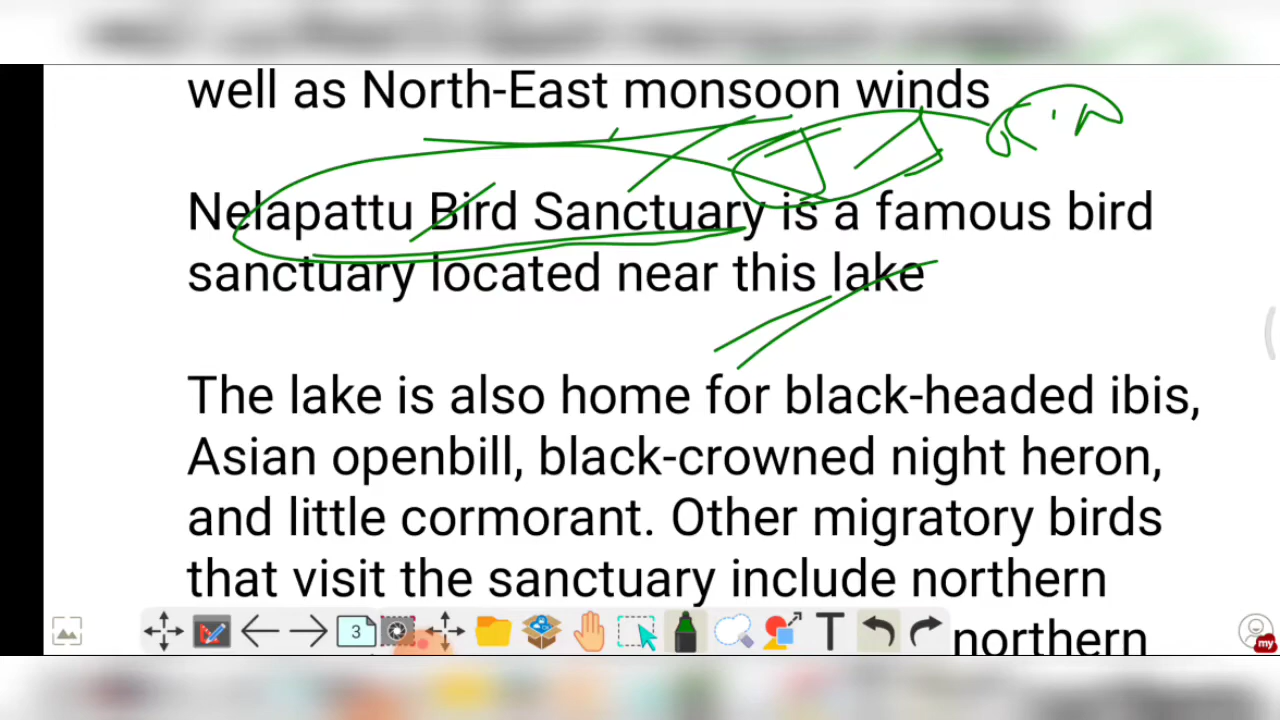 well as North-East monsoon winds
Nelapattu Bird Sanctuary is a famous bird
sanctuary located near this lake
The lake is also home for black-headed ibis,
Asian openbill, black-crowned night heron,
and little cormorant. Other migratory birds
that visit the sanctuary include northern
northern
3
T
my